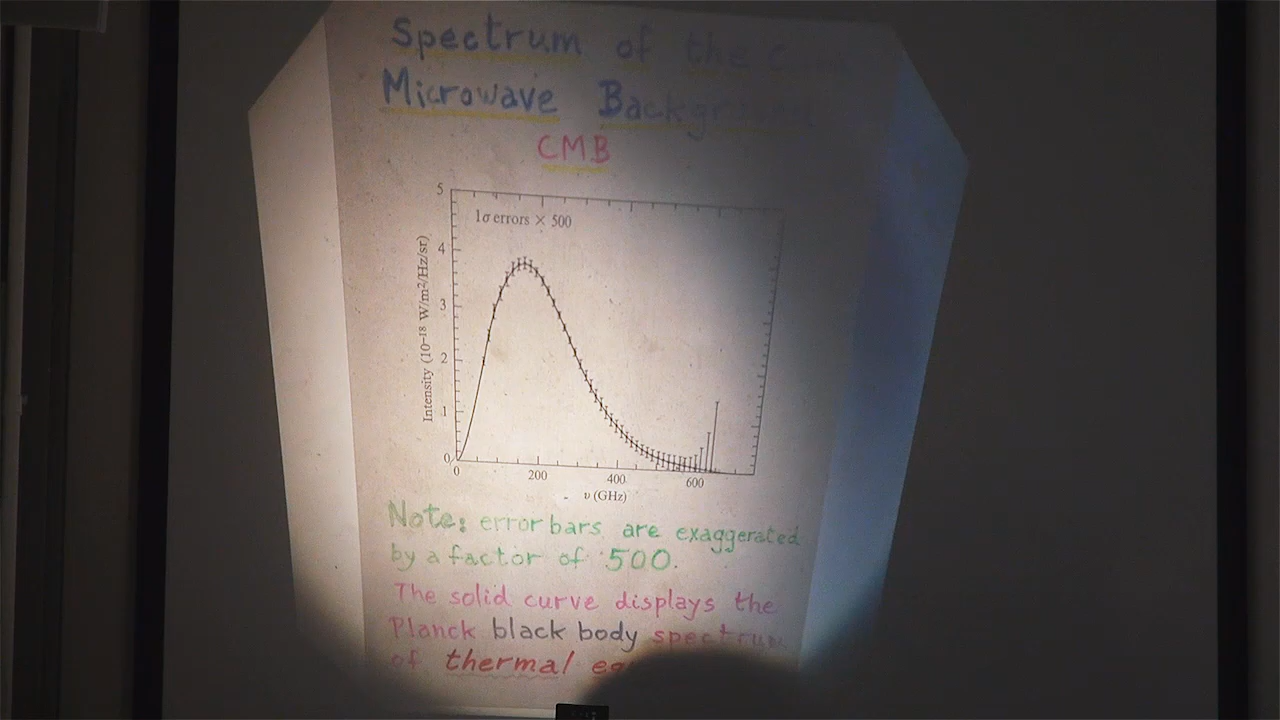 Spectrum of the
Microwave Background
CMB
5
1σ errors × 500
4
3
2
1
0
Intensity (10⁻¹⁸ W/m²/Hz/sr)
0 200 400 600
υ (GHz)
Note: error bars are exaggerated
by a factor of 500.
The solid curve displays the
Planck black body spectrum
of thermal